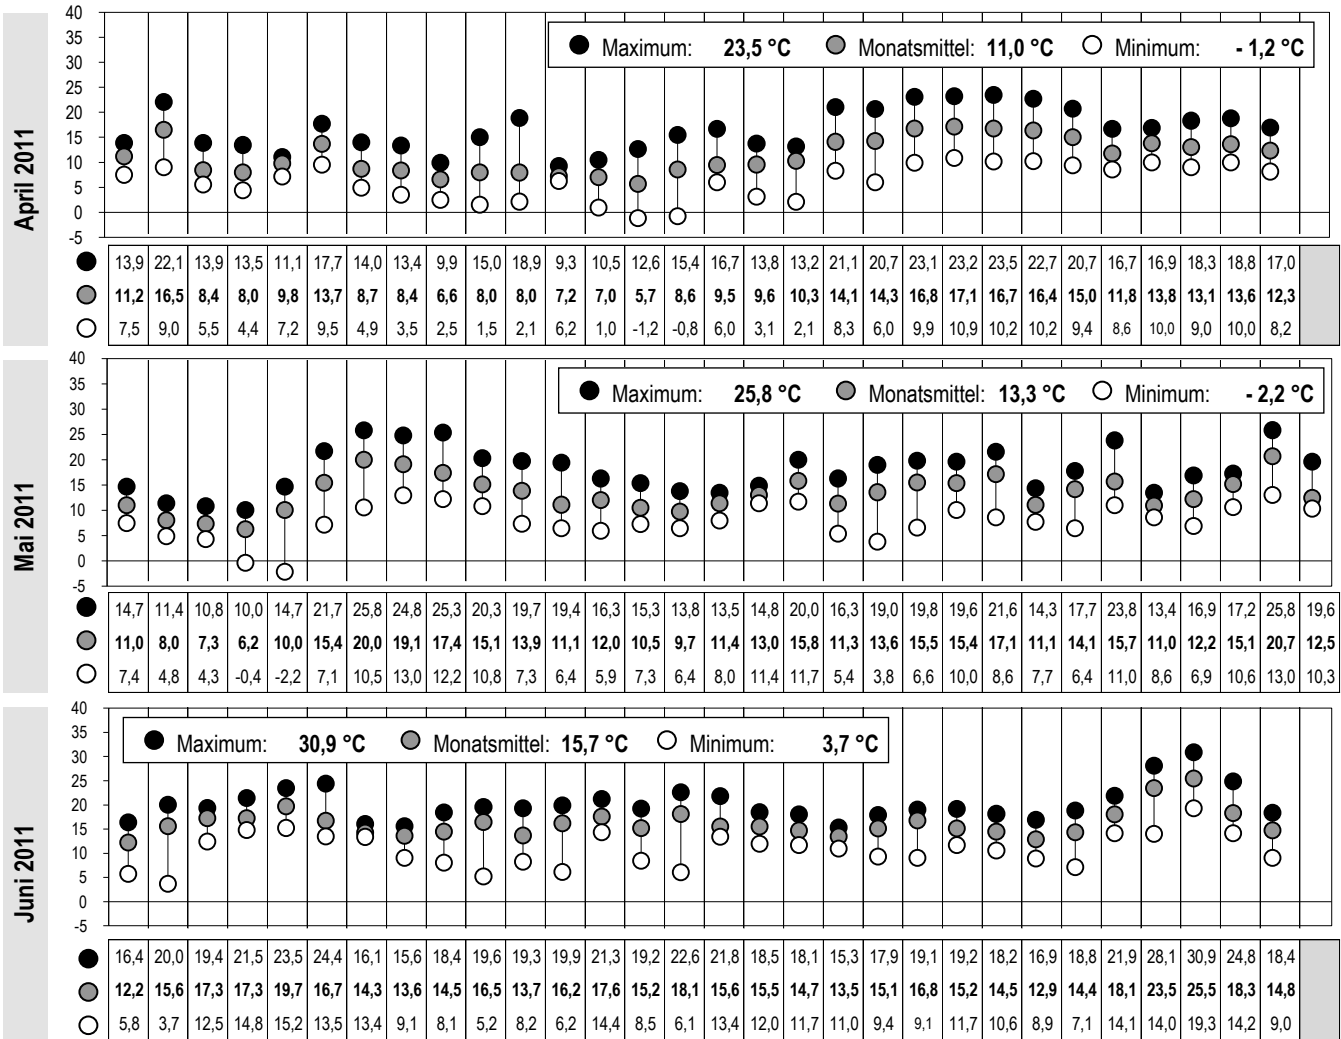 April 2011
40
35
30
25
20
15
10
5
0
-5
Maximum: 23,5 °C Monatsmittel: 11,0 °C Minimum: - 1,2 °C
13,9 22,1 13,9 13,5 11,1 17,7 14,0 13,4 9,9 15,0 18,9 9,3 10,5 12,6 15,4 16,7 13,8 13,2 21,1 20,7 23,1 23,2 23,5 22,7 20,7 16,7 16,9 18,3 18,8 17,0
11,2 16,5 8,4 8,0 9,8 13,7 8,7 8,4 6,6 8,0 8,0 7,2 7,0 5,7 8,6 9,5 9,6 10,3 14,1 14,3 16,8 17,1 16,7 16,4 15,0 11,8 13,8 13,1 13,6 12,3
7,5 9,0 5,5 4,4 7,2 9,5 4,9 3,5 2,5 1,5 2,1 6,2 1,0 -1,2 -0,8 6,0 3,1 2,1 8,3 6,0 9,9 10,9 10,2 10,2 9,4 8,6 10,0 9,0 10,0 8,2
Mai 2011
40
35
30
25
20
15
10
5
0
-5
Maximum: 25,8 °C Monatsmittel: 13,3 °C Minimum: - 2,2 °C
14,7 11,4 10,8 10,0 14,7 21,7 25,8 24,8 25,3 20,3 19,7 19,4 16,3 15,3 13,8 13,5 14,8 20,0 16,3 19,0 19,8 19,6 21,6 14,3 17,7 23,8 13,4 16,9 17,2 25,8 19,6
11,0 8,0 7,3 6,2 10,0 15,4 20,0 19,1 17,4 15,1 13,9 11,1 12,0 10,5 9,7 11,4 13,0 15,8 11,3 13,6 15,5 15,4 17,1 11,1 14,1 15,7 11,0 12,2 15,1 20,7 12,5
7,4 4,8 4,3 -0,4 -2,2 7,1 10,5 13,0 12,2 10,8 7,3 6,4 5,9 7,3 6,4 8,0 11,4 11,7 5,4 3,8 6,6 10,0 8,6 7,7 6,4 11,0 8,6 6,9 10,6 13,0 10,3
Juni 2011
40
35
30
25
20
15
10
5
0
-5
Maximum: 30,9 °C Monatsmittel: 15,7 °C Minimum: 3,7 °C
16,4 20,0 19,4 21,5 23,5 24,4 16,1 15,6 18,4 19,6 19,3 19,9 21,3 19,2 22,6 21,8 18,5 18,1 15,3 17,9 19,1 19,2 18,2 16,9 18,8 21,9 28,1 30,9 24,8 18,4
12,2 15,6 17,3 17,3 19,7 16,7 14,3 13,6 14,5 16,5 13,7 16,2 17,6 15,2 18,1 15,6 15,5 14,7 13,5 15,1 16,8 15,2 14,5 12,9 14,4 18,1 23,5 25,5 18,3 14,8
5,8 3,7 12,5 14,8 15,2 13,5 13,4 9,1 8,1 5,2 8,2 6,2 14,4 8,5 6,1 13,4 12,0 11,7 11,0 9,4 9,1 11,7 10,6 8,9 7,1 14,1 14,0 19,3 14,2 9,0